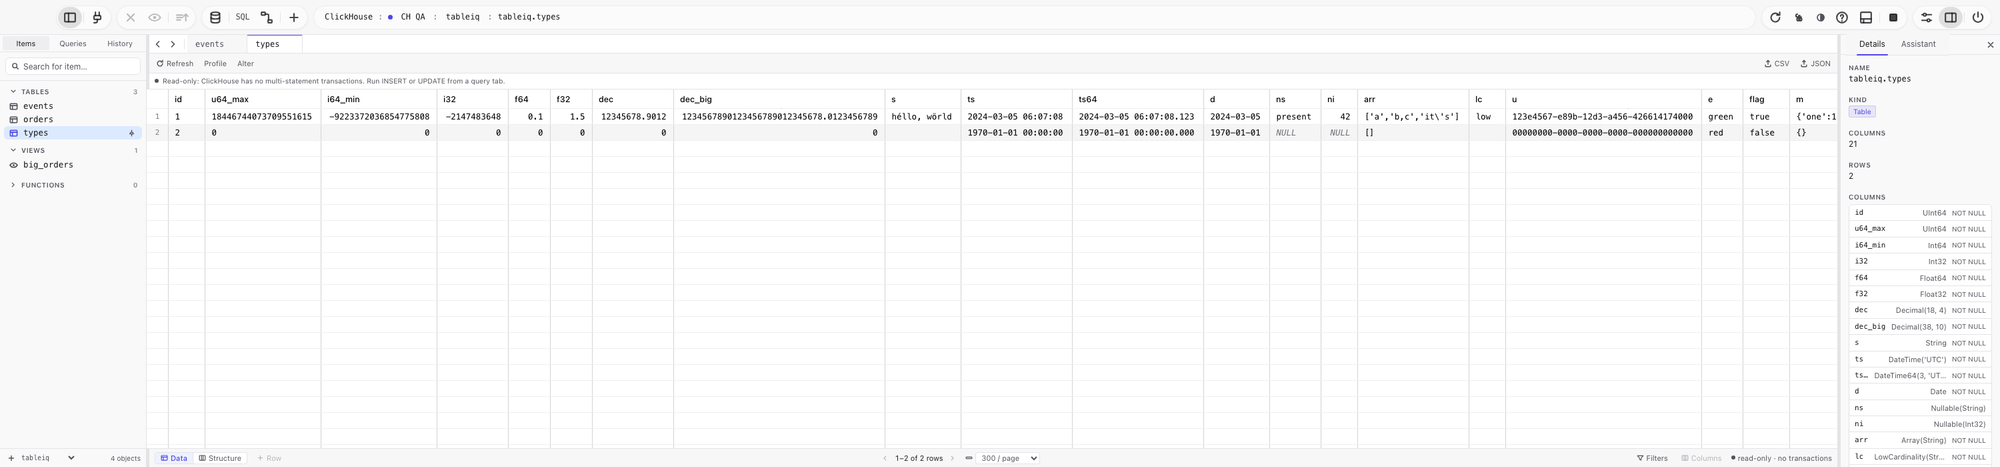 SQL ClickHouse : CH QA : tableiq : tableiq.types
Items Queries History
events types
Details Assistant
Search for item...
Refresh Profile Alter
CSV JSON
Read-only: ClickHouse has no multi-statement transactions. Run INSERT or UPDATE from a query tab.
TABLES 3
events
orders
types
VIEWS 1
big_orders
FUNCTIONS 0
id u64_max i64_min i32 f64 f32 dec dec_big s ts ts64 d ns ni arr lc u e flag m
1 1 18446744073709551615 −9223372036854775808 −2147483648 0.1 1.5 12345678.9012 1234567890123456789012345678.0123456789 héllo, wörld 2024-03-05 06:07:08 2024-03-05 06:07:08.123 2024-03-05 present 42 ['a','b,c','it\'s'] low 123e4567-e89b-12d3-a456-426614174000 green true {'one':1
2 2 0 0 0 0 0 0 0 1970-01-01 00:00:00 1970-01-01 00:00:00.000 1970-01-01 NULL NULL [] 00000000-0000-0000-0000-000000000000 red false {}
NAME
tableiq.types
KIND
Table
COLUMNS
21
ROWS
2
COLUMNS
id UInt64 NOT NULL
u64_max UInt64 NOT NULL
i64_min Int64 NOT NULL
i32 Int32 NOT NULL
f64 Float64 NOT NULL
f32 Float32 NOT NULL
dec Decimal(18, 4) NOT NULL
dec_big Decimal(38, 10) NOT NULL
s String NOT NULL
ts DateTime('UTC') NOT NULL
ts… DateTime64(3, 'UT… NOT NULL
d Date NOT NULL
ns Nullable(String)
ni Nullable(Int32)
arr Array(String) NOT NULL
lc LowCardinality(Str… NOT NULL
+ tableiq 4 objects
Data Structure + Row
1–2 of 2 rows 300 / page
Filters Columns read-only · no transactions